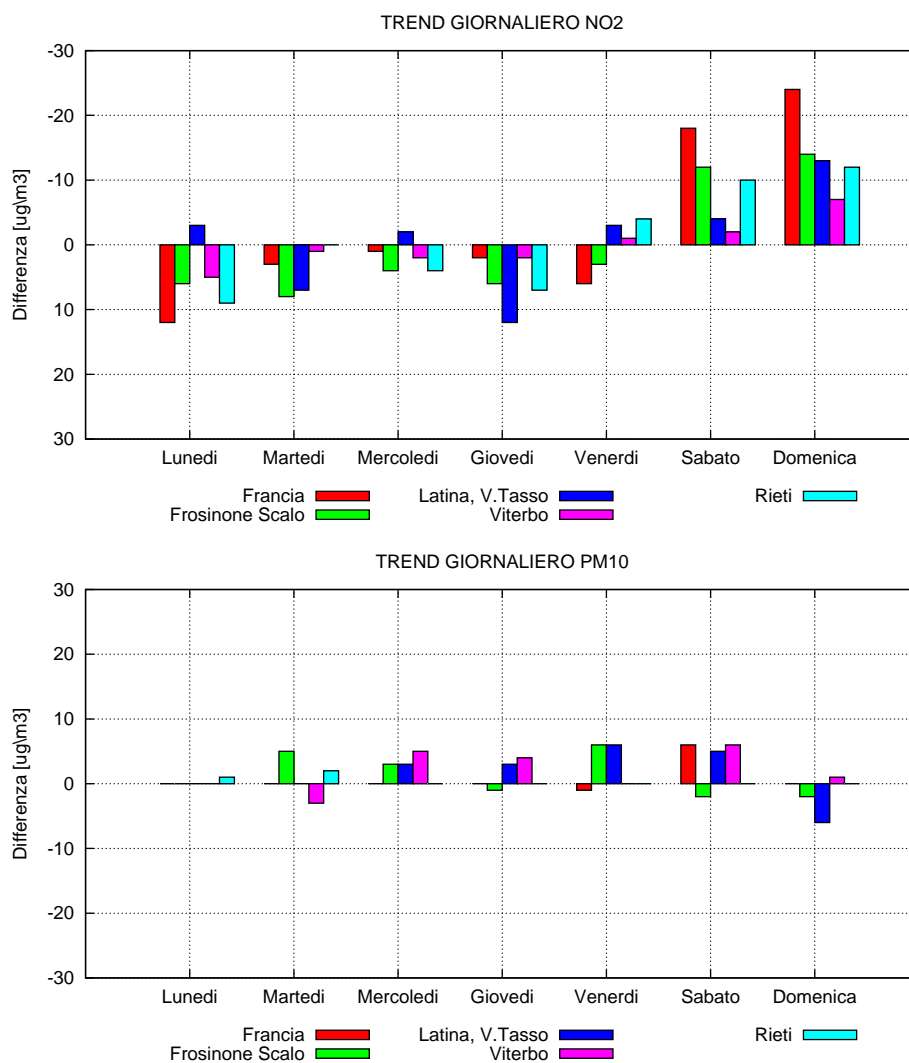 TREND GIORNALIERO NO2
Differenza [ug\m3]
-30
-20
-10
0
10
20
30
Lunedi Martedi Mercoledi Giovedi Venerdi Sabato Domenica
Francia Latina, V.Tasso Rieti
Frosinone Scalo Viterbo
TREND GIORNALIERO PM10
Differenza [ug\m3]
30
20
10
0
-10
-20
-30
Lunedi Martedi Mercoledi Giovedi Venerdi Sabato Domenica
Francia Latina, V.Tasso Rieti
Frosinone Scalo Viterbo